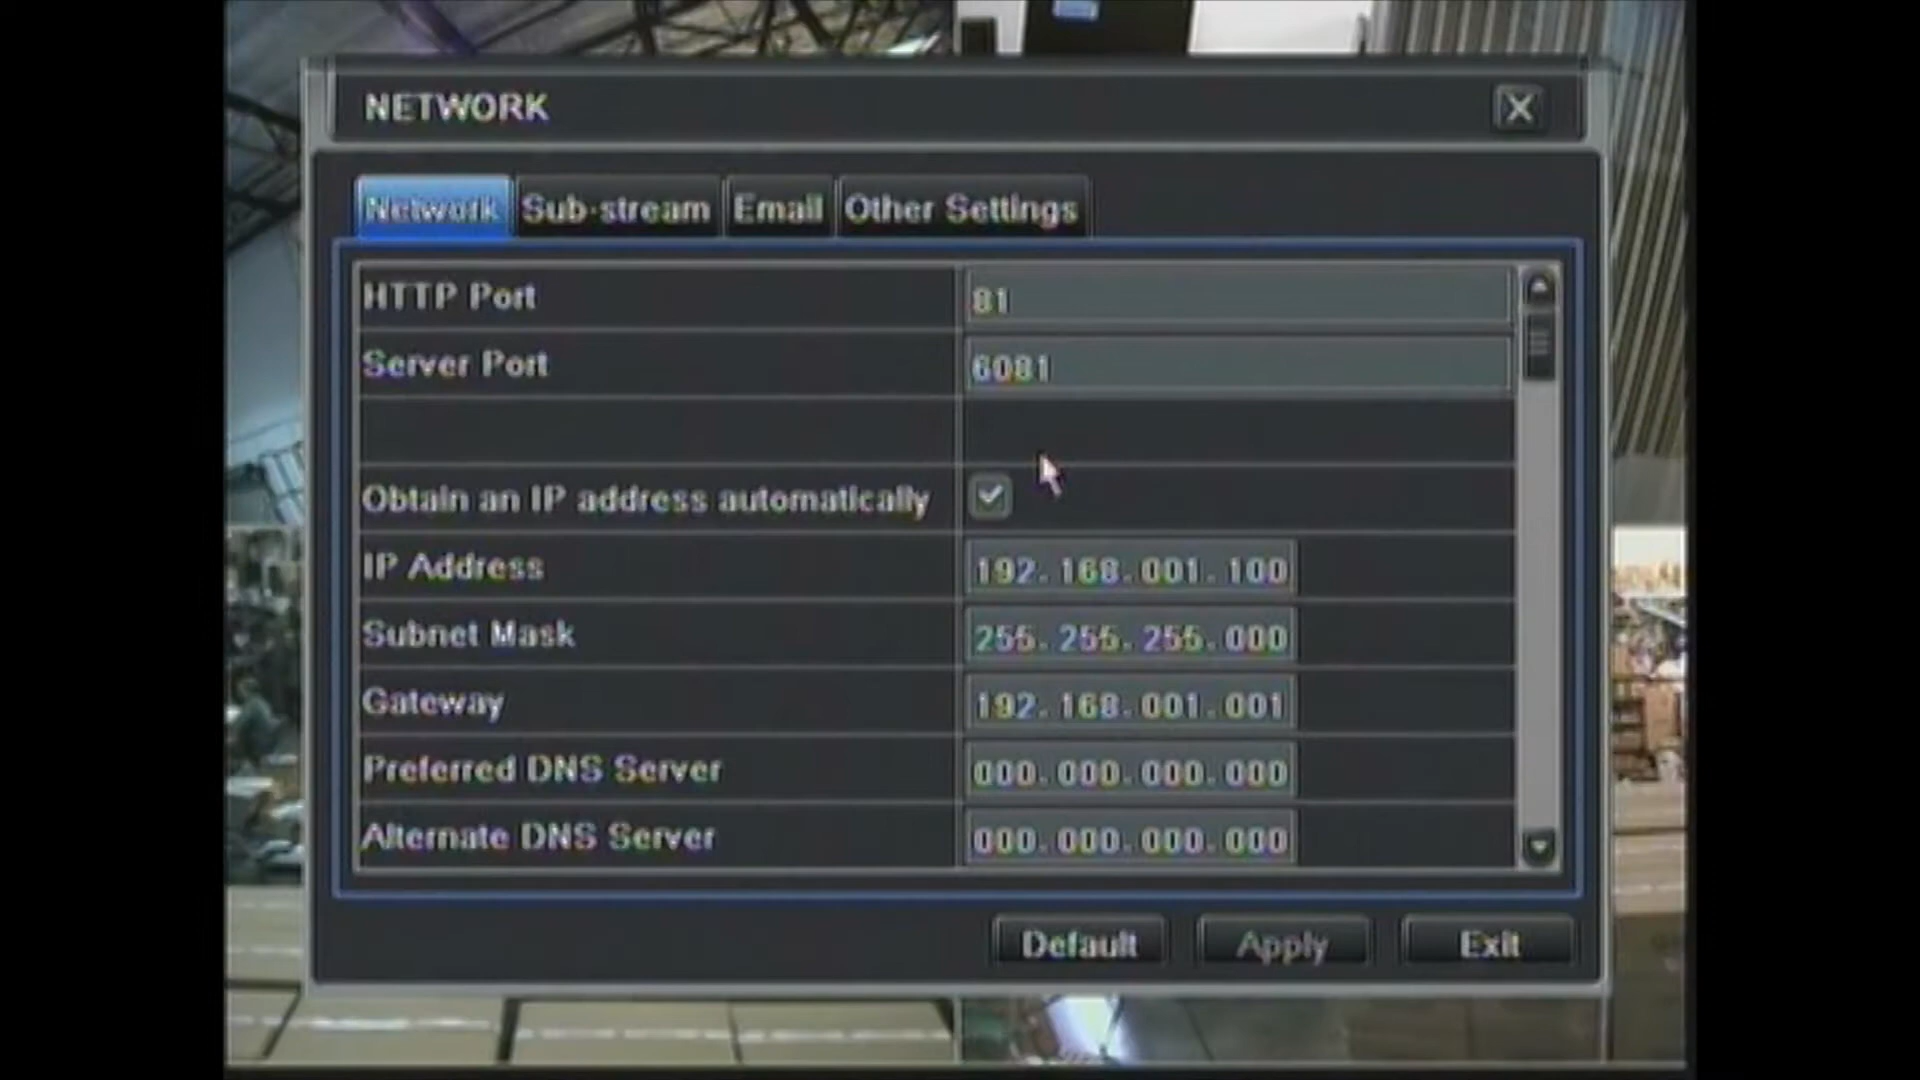 NETWORK
X
Network Sub-stream Email Other Settings
HTTP Port 81
Server Port 6081
Obtain an IP address automatically
IP Address 192.168.001.100
Subnet Mask 255.255.255.000
Gateway 192.168.001.001
Preferred DNS Server 000.000.000.000
Alternate DNS Server 000.000.000.000
Default Apply Exit